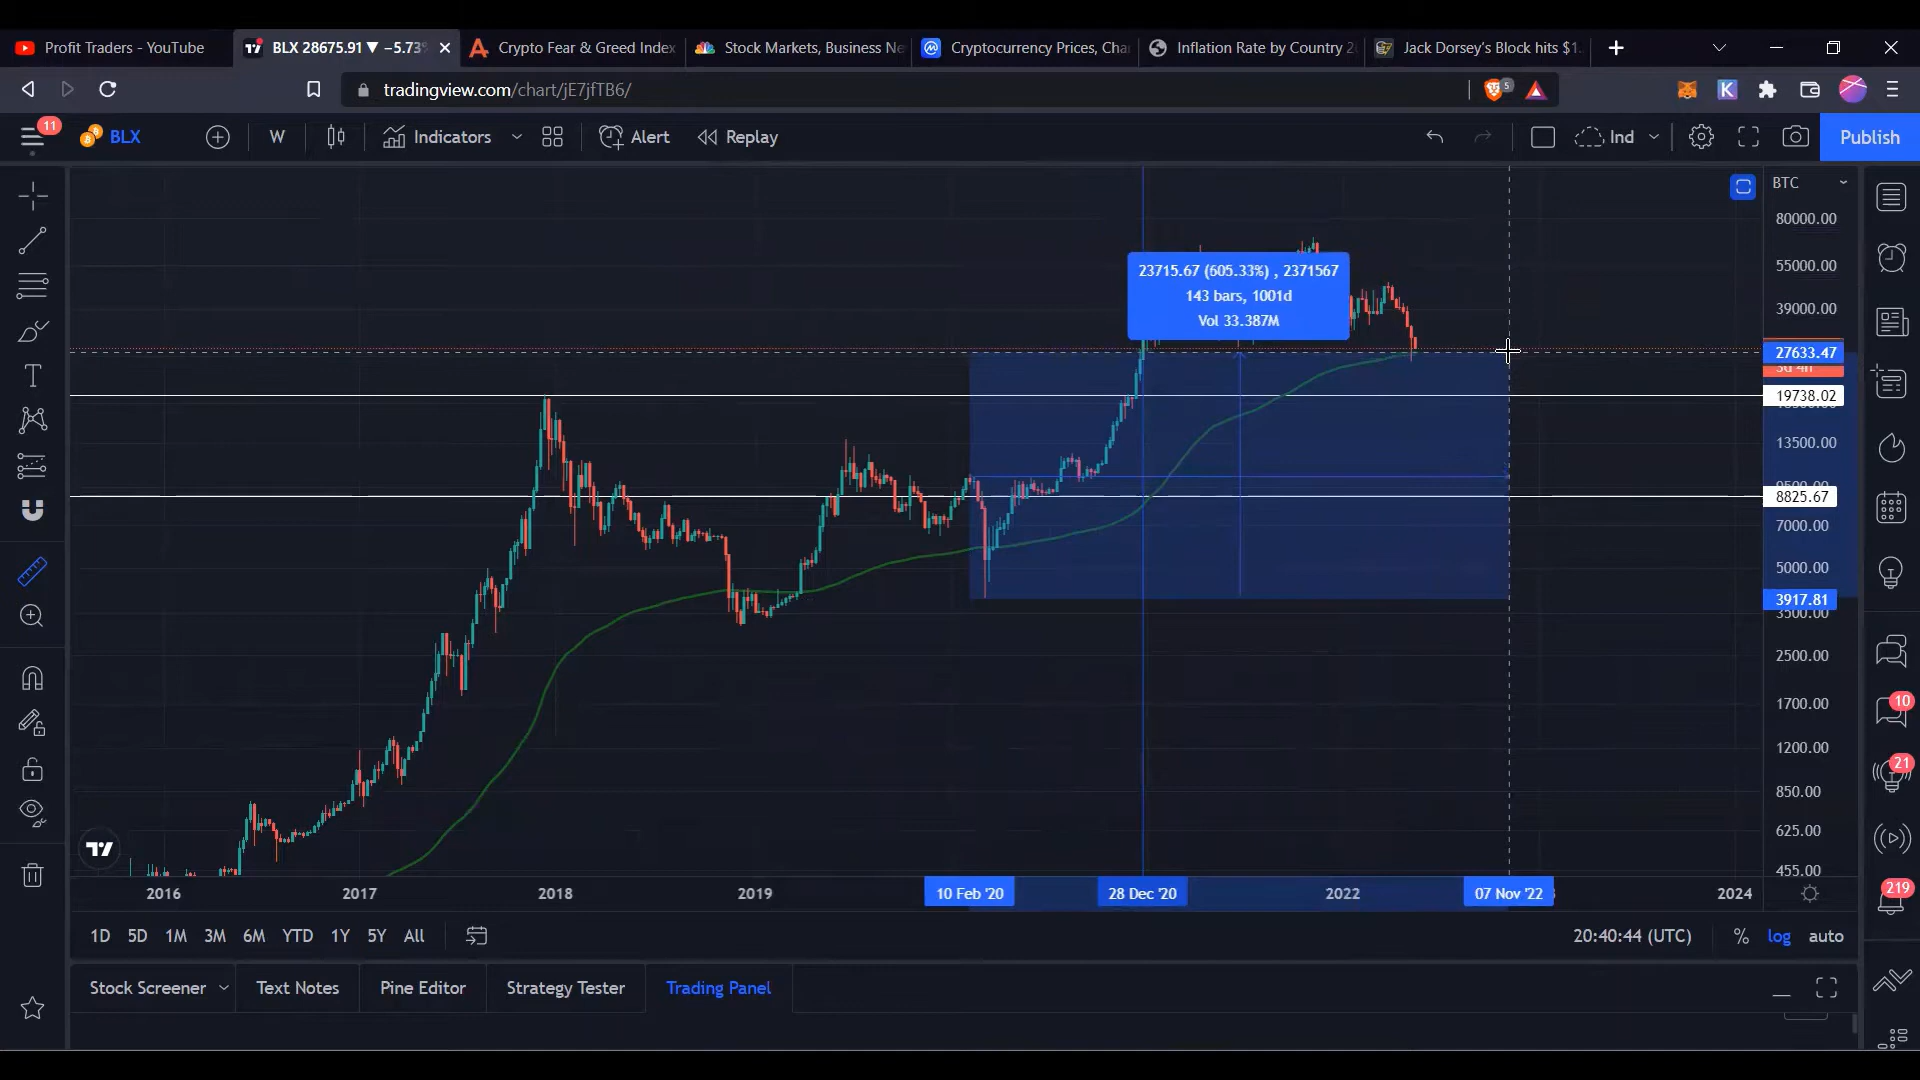 Profit Traders - YouTube
BLX 28675.91 ▼ −5.73%
Crypto Fear & Greed Index
Stock Markets, Business Ne
Cryptocurrency Prices, Cha
Inflation Rate by Country 2
Jack Dorsey's Block hits $1.
tradingview.com/chart/jE7jfTB6/
5
11
BLX
W
Indicators
Alert
Replay
Ind
Publish
BTC
80000.00
55000.00
39000.00
27633.47
3d 4h
19738.02
13500.00
8825.67
7000.00
5000.00
3917.81
3500.00
2500.00
1700.00
1200.00
850.00
625.00
455.00
23715.67 (605.33%) , 2371567
143 bars, 1001d
Vol 33.387M
10
21
219
2016
2017
2018
2019
10 Feb '20
28 Dec '20
2022
07 Nov '22
2024
1D
5D
1M
3M
6M
YTD
1Y
5Y
All
20:40:44 (UTC)
%
log
auto
Stock Screener
Text Notes
Pine Editor
Strategy Tester
Trading Panel